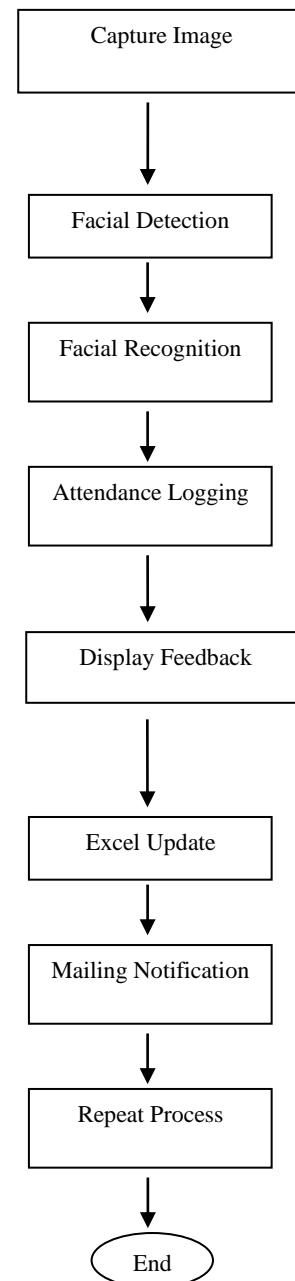 Capture Image
Facial Detection
Facial Recognition
Attendance Logging
Display Feedback
Excel Update
Mailing Notification
Repeat Process
End